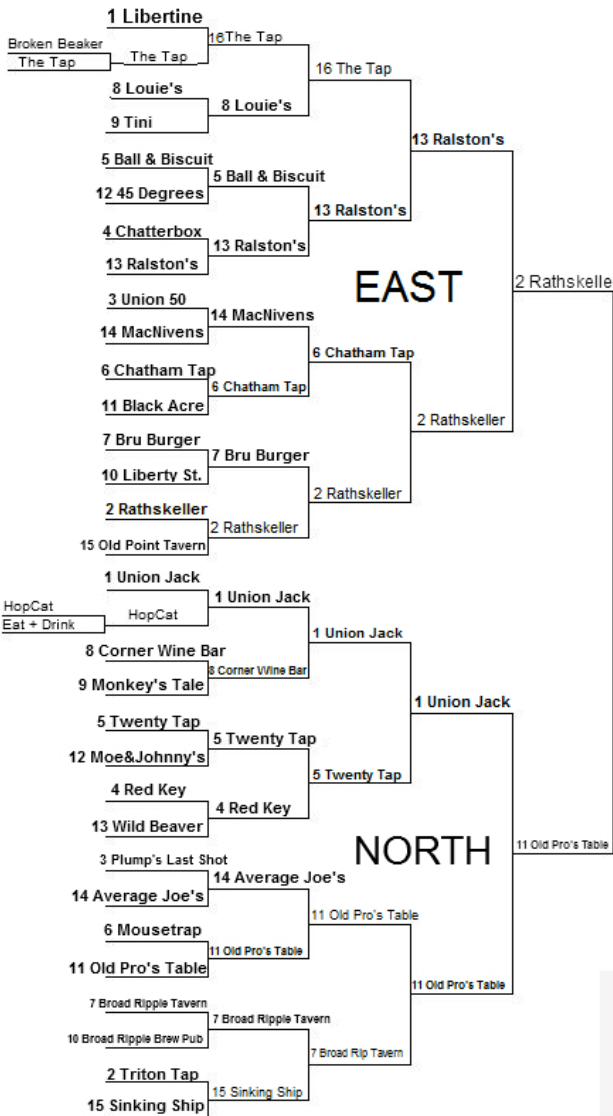 1 Libertine
Broken Beaker
The Tap
The Tap
16The Tap
8 Louie's
9 Tini
8 Louie's
16 The Tap
5 Ball & Biscuit
12 45 Degrees
5 Ball & Biscuit
4 Chatterbox
13 Ralston's
13 Ralston's
13 Ralston's
13 Ralston's
EAST
3 Union 50
14 MacNivens
14 MacNivens
6 Chatham Tap
11 Black Acre
6 Chatham Tap
6 Chatham Tap
7 Bru Burger
10 Liberty St.
7 Bru Burger
2 Rathskeller
15 Old Point Tavern
2 Rathskeller
2 Rathskeller
2 Rathskeller
2 Rathskelle
1 Union Jack
HopCat
Eat + Drink
HopCat
1 Union Jack
8 Corner Wine Bar
9 Monkey's Tale
8 Corner Wine Bar
1 Union Jack
5 Twenty Tap
12 Moe&Johnny's
5 Twenty Tap
4 Red Key
13 Wild Beaver
4 Red Key
5 Twenty Tap
1 Union Jack
NORTH
3 Plump's Last Shot
14 Average Joe's
14 Average Joe's
6 Mousetrap
11 Old Pro's Table
11 Old Pro's Table
11 Old Pro's Table
7 Broad Ripple Tavern
10 Broad Ripple Brew Pub
7 Broad Ripple Tavern
2 Triton Tap
15 Sinking Ship
15 Sinking Ship
7 Broad Rip Tavern
11 Old Pro's Table
11 Old Pro's Table